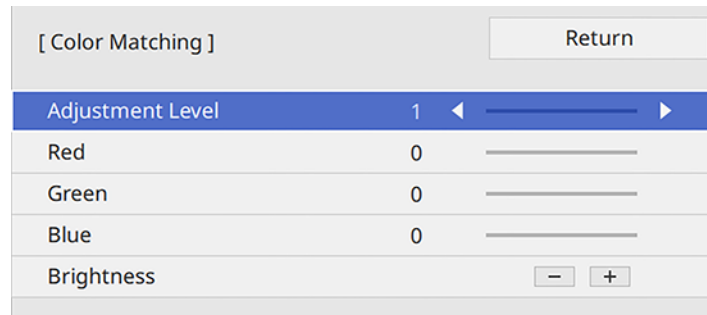 [ Color Matching ]
Return
Adjustment Level 1
Red 0
Green 0
Blue 0
Brightness - +